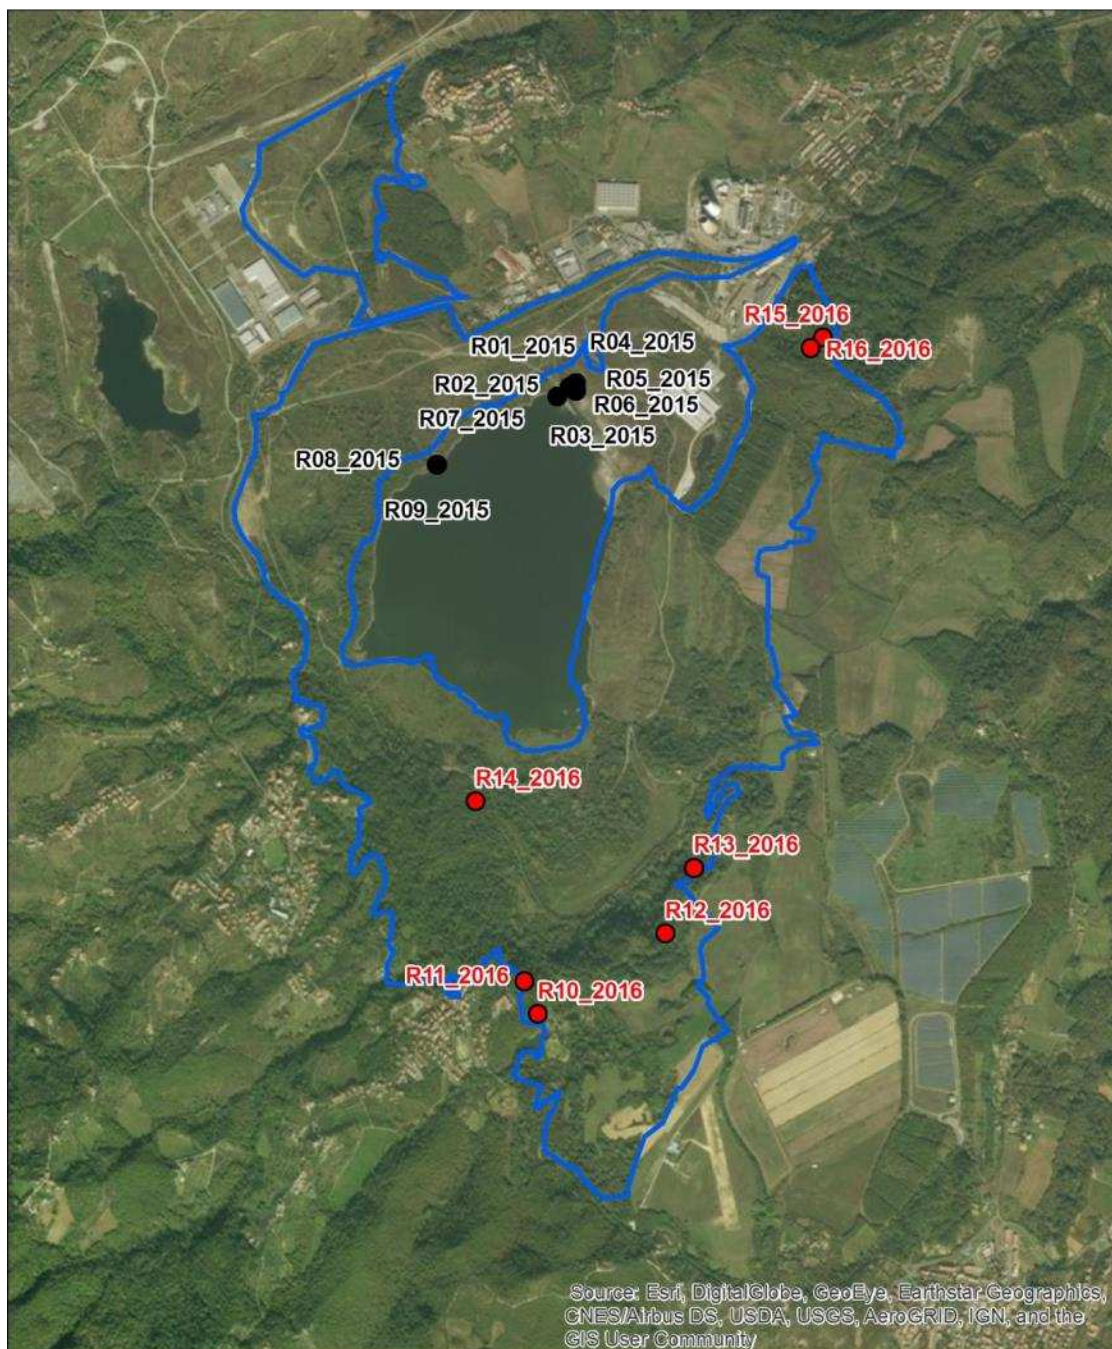 R15_2016
R16_2016
R01_2015
R04_2015
R02_2015
R05_2015
R07_2015
R06_2015
R03_2015
R08_2015
R09_2015
R14_2016
R13_2016
R12_2016
R11_2016
R10_2016
Source: Esri, DigitalGlobe, GeoEye, Earthstar Geographics,
CNES/Airbus DS, USDA, USGS, AeroGRID, IGN, and the
GIS User Community